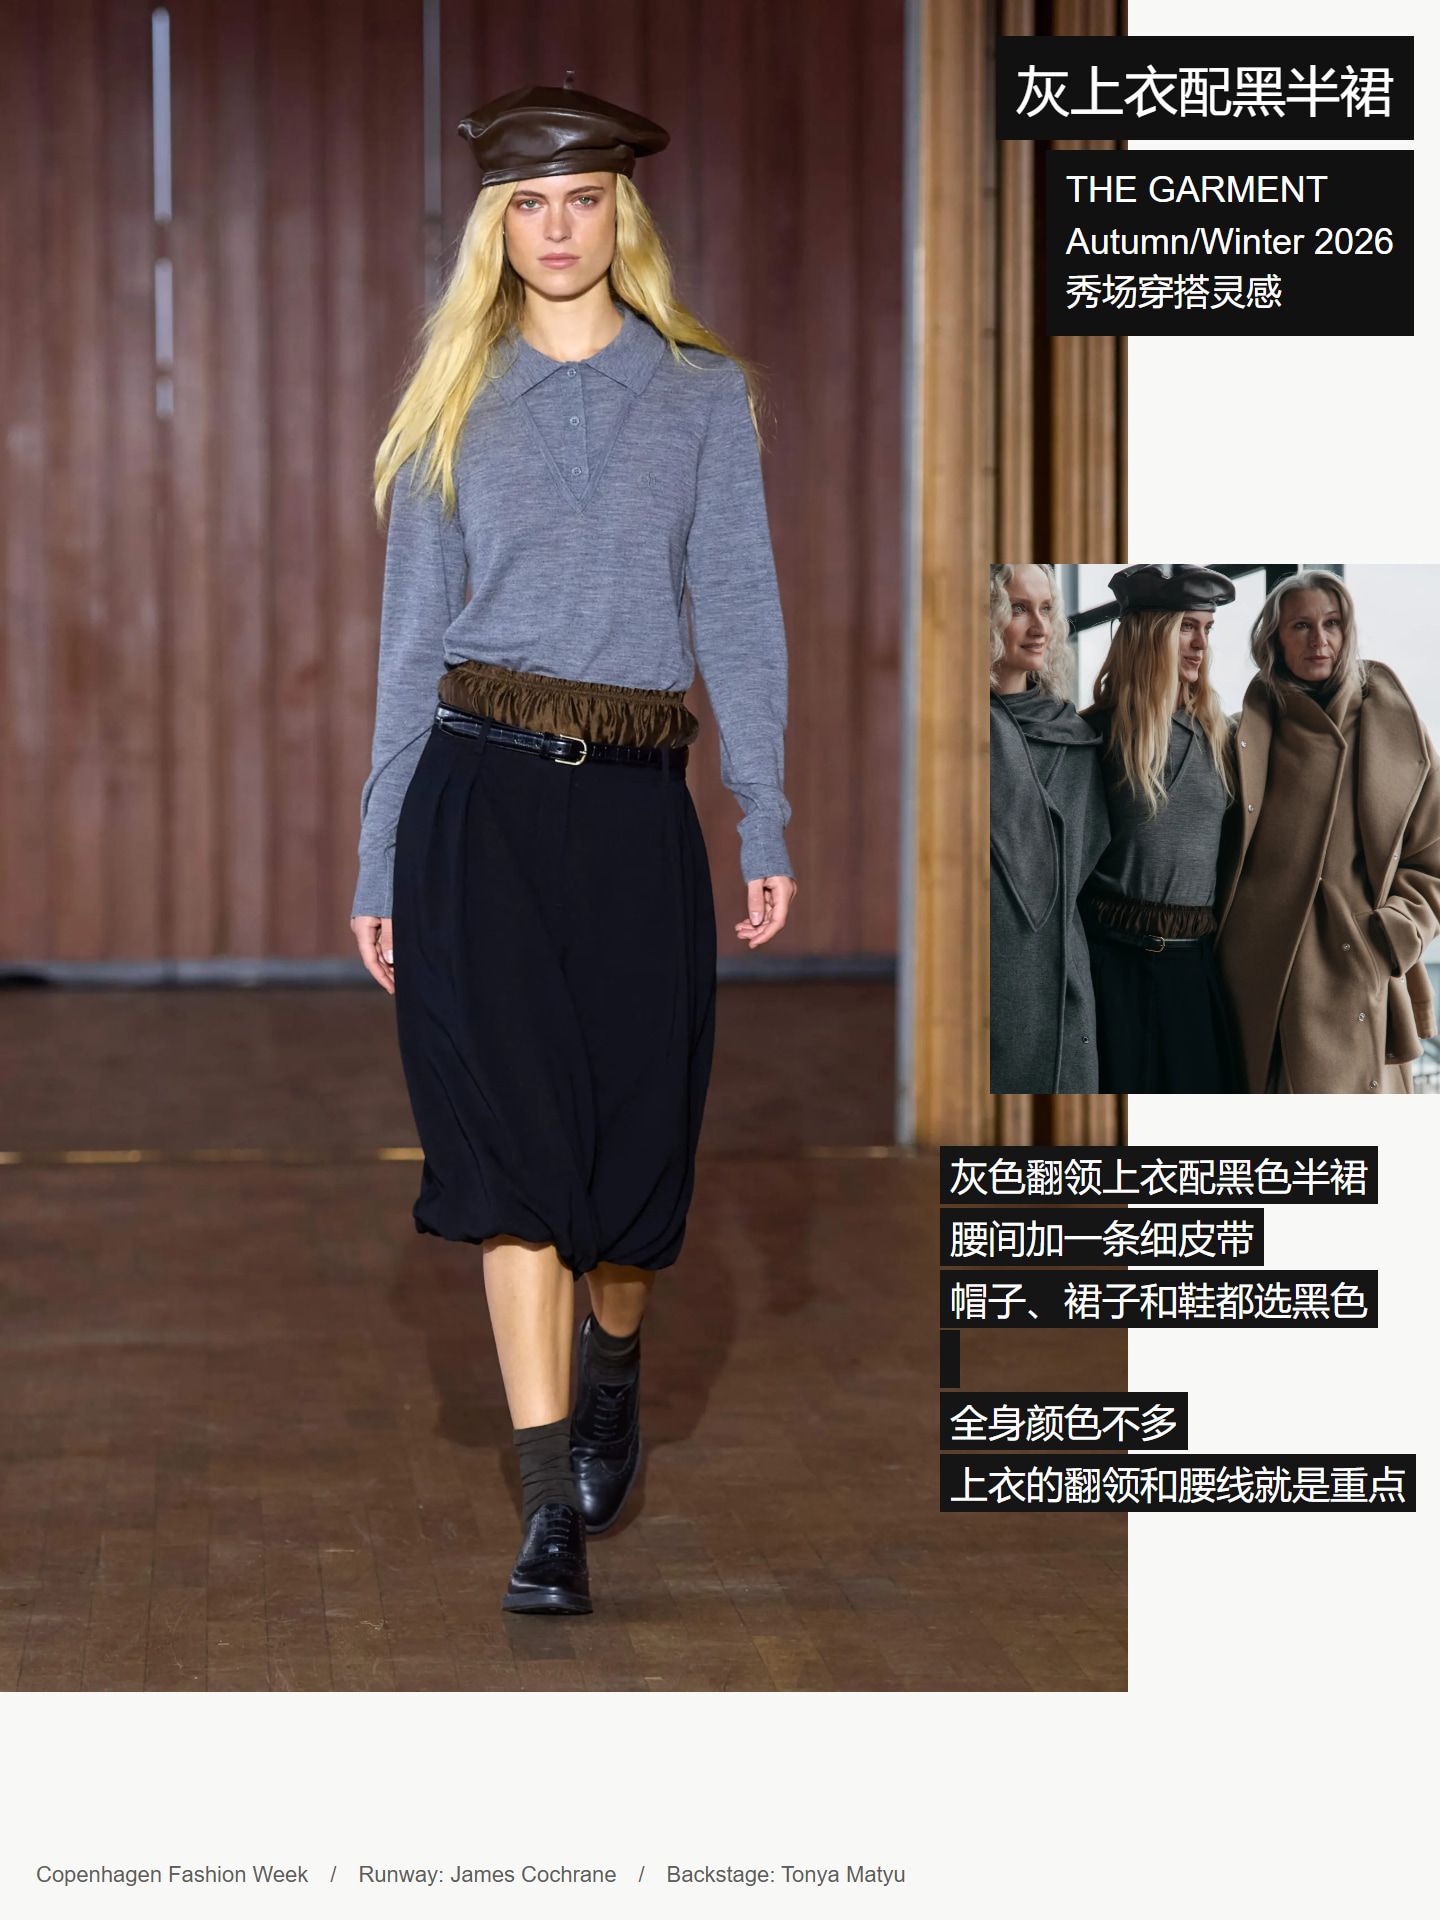 灰上衣配黑半裙
THE GARMENT
Autumn/Winter 2026
秀场穿搭灵感
灰色翻领上衣配黑色半裙
腰间加一条细皮带
帽子、裙子和鞋都选黑色
全身颜色不多
上衣的翻领和腰线就是重点
Copenhagen Fashion Week / Runway: James Cochrane / Backstage: Tonya Matyu